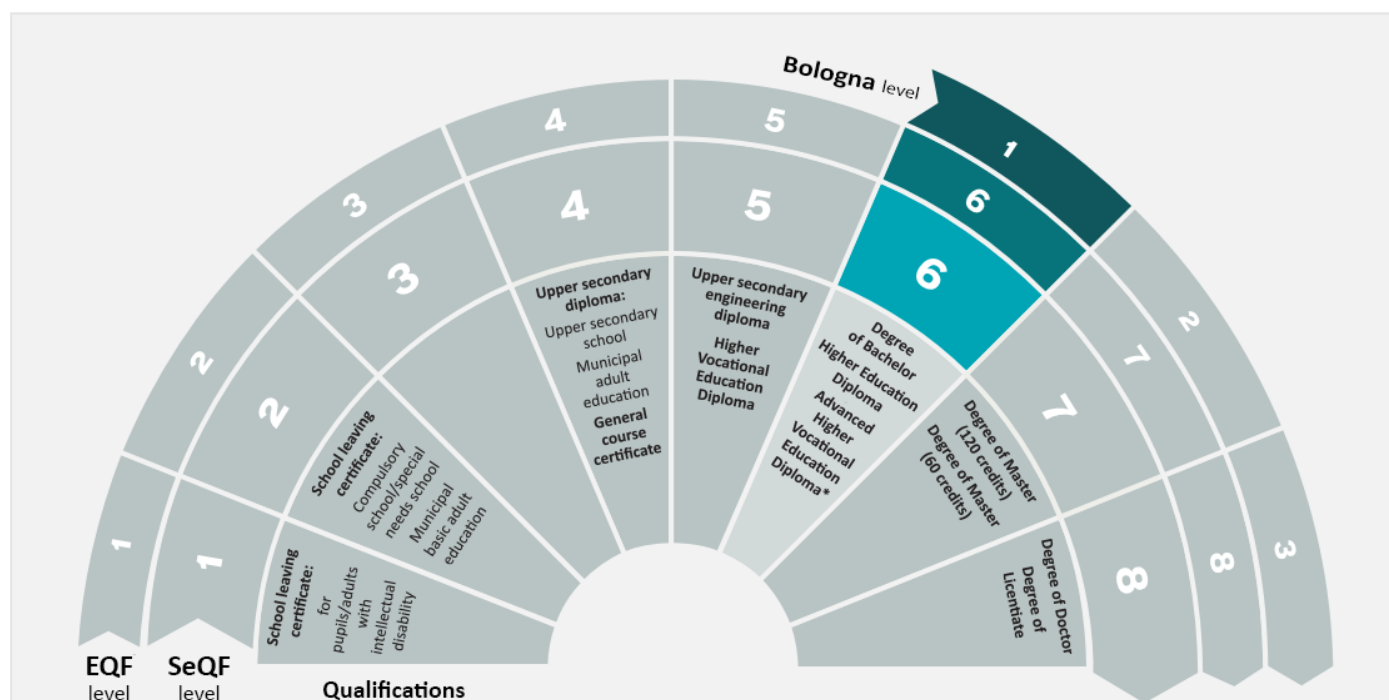 Bologna level
1
2
3
1
2
3
4
5
6
7
8
1
2
3
4
5
6
7
8
School leaving
certificate:
for
pupils/adults
with
intellectual
disability
School leaving
certificate:
Compulsory
school/special
needs school
Municipal
basic adult
education
Upper secondary
diploma:
Upper secondary
school
Municipal
adult
education
General
course
certificate
Upper secondary
engineering
diploma
Higher
Vocational
Education
Diploma
Degree
of Bachelor
Higher Education
Diploma
Advanced
Higher
Vocational
Education
Diploma*
Degree of Master
(120 credits)
Degree of Master
(60 credits)
Degree of Doctor
Degree of
Licentiate
EQF
level
SeQF
level
Qualifications